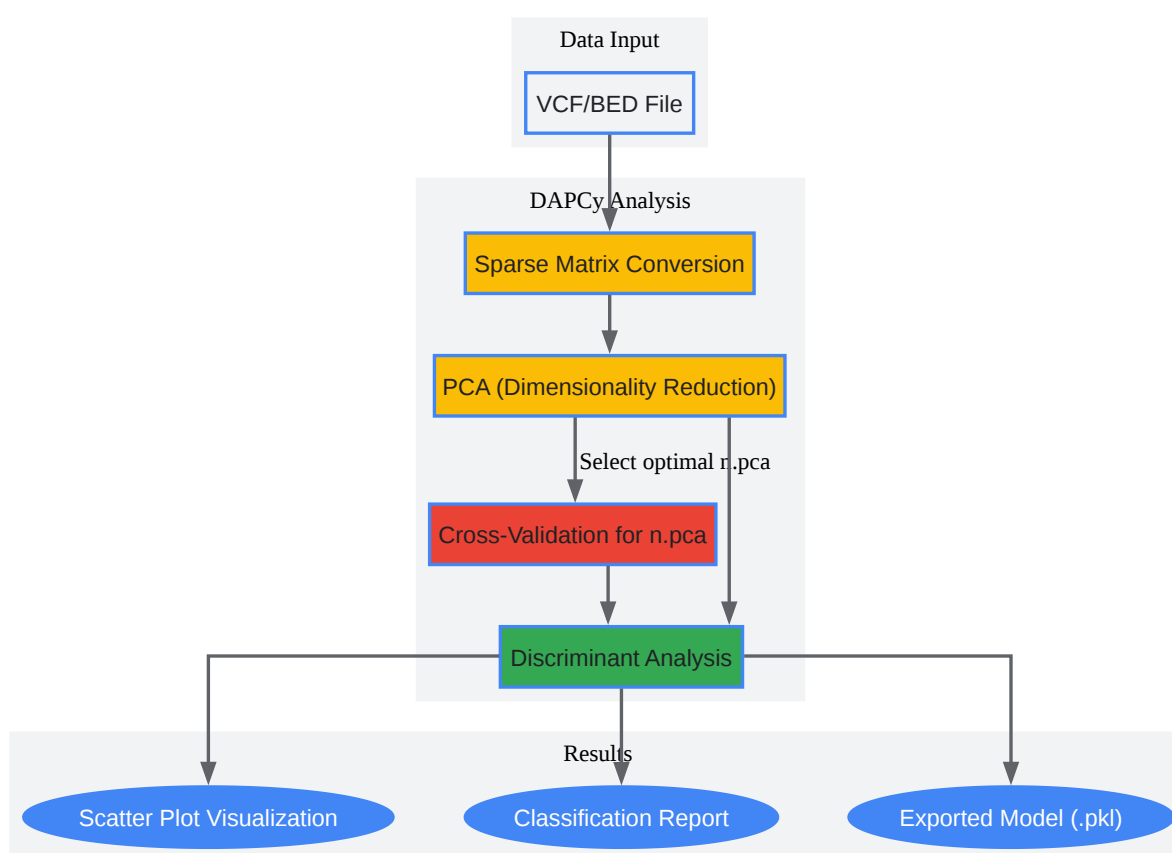 Data Input
VCF/BED File
DAPCy Analysis
Sparse Matrix Conversion
PCA (Dimensionality Reduction)
Select optimal n.pca
Cross-Validation for n.pca
Discriminant Analysis
Results
Scatter Plot Visualization
Classification Report
Exported Model (.pkl)